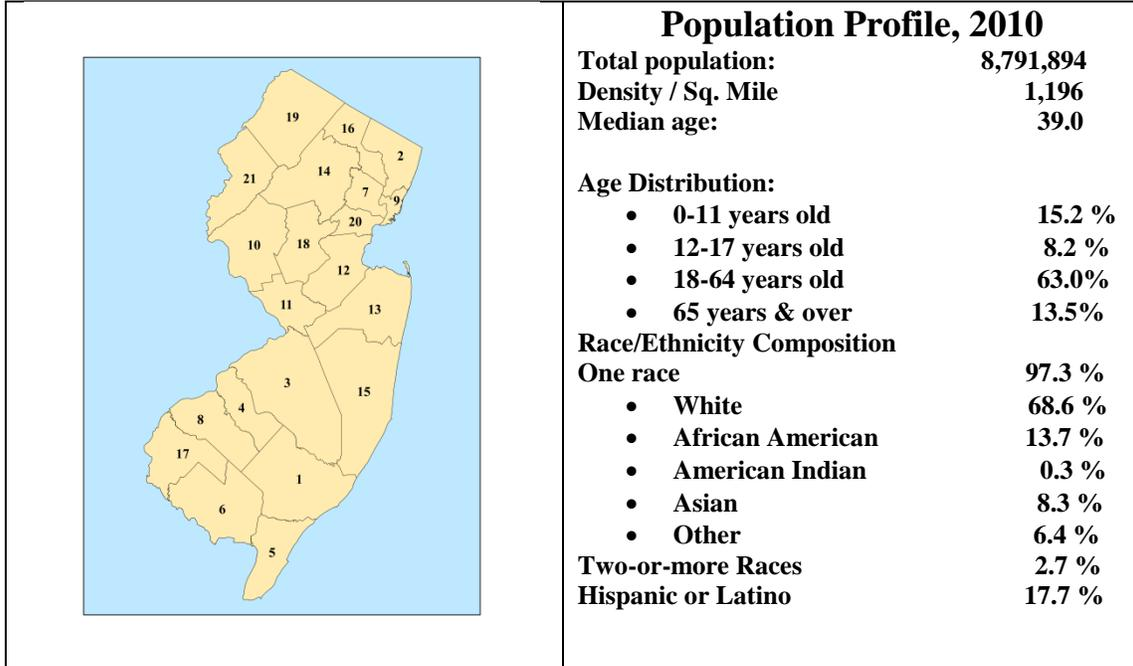 19
16
2
14
21
7
9
20
18
10
12
11
13
3
15
4
8
17
1
6
5
Population Profile, 2010
Total population: 8,791,894
Density / Sq. Mile 1,196
Median age: 39.0
Age Distribution:
• 0-11 years old 15.2 %
• 12-17 years old 8.2 %
• 18-64 years old 63.0%
• 65 years & over 13.5%
Race/Ethnicity Composition
One race 97.3 %
• White 68.6 %
• African American 13.7 %
• American Indian 0.3 %
• Asian 8.3 %
• Other 6.4 %
Two-or-more Races 2.7 %
Hispanic or Latino 17.7 %